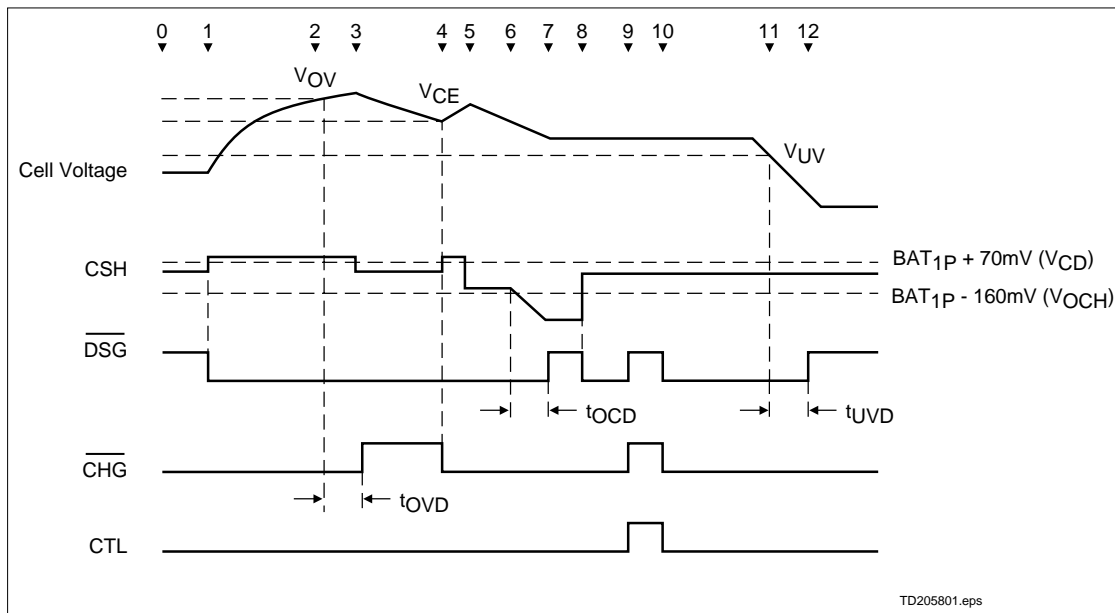 0 1 2 3 4 5 6 7 8 9 10 11 12
VOV
VCE
VUV
Cell Voltage
CSH
BAT1P + 70mV (VCD)
BAT1P - 160mV (VOCH)
DSG
tOCD
tUVD
CHG
tOVD
CTL
TD205801.eps